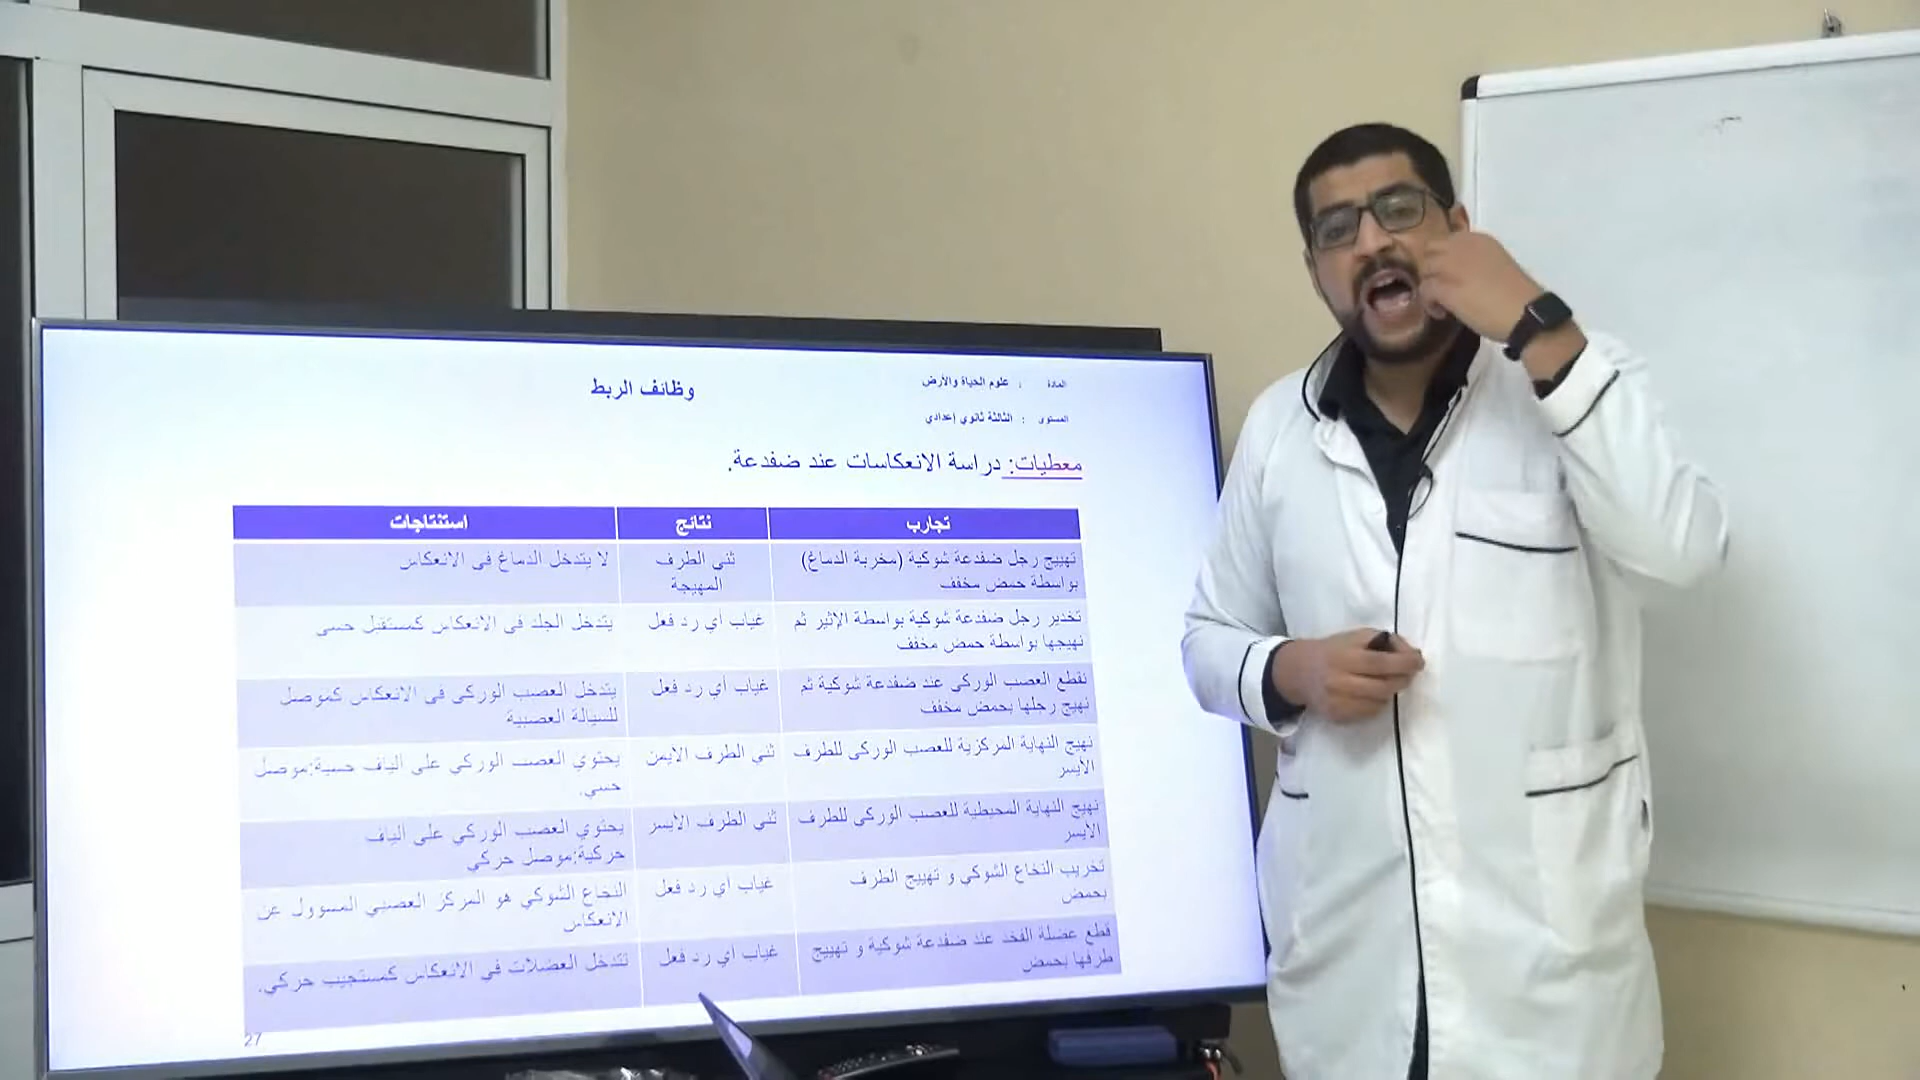 المادة : علوم الحياة والأرض
وظائف الربط
المستوى : الثالثة ثانوي إعدادي
معطيات: دراسة الانعكاسات عند ضفدعة.
تجارب نتائج استنتاجات
تهييج رجل ضفدعة شوكية (مخربة الدماغ) ثني الطرف لا يتدخل الدماغ في الانعكاس
بواسطة حمض مخفف المهيجة
تخدير رجل ضفدعة شوكية بواسطة الإثير ثم غياب أي رد فعل يتدخل الجلد في الانعكاس كمستقبل حسي
نهيجها بواسطة حمض مخفف
نقطع العصب الوركي عند ضفدعة شوكية ثم غياب أي رد فعل يتدخل العصب الوركي في الانعكاس كموصل
نهيج رجلها بحمض مخفف للسيالة العصبية
نهيج النهاية المركزية للعصب الوركي للطرف ثني الطرف الايمن يحتوي العصب الوركي على ألياف حسية:موصل
الأيسر حسي.
نهيج النهاية المحيطية للعصب الوركي للطرف ثني الطرف الايسر يحتوي العصب الوركي على ألياف
الايسر حركية:موصل حركي
تخريب النخاع الشوكي و تهييج الطرف غياب أي رد فعل النخاع الشوكي هو المركز العصبي المسوول عن
بحمض الانعكاس
قطع عضلة الفخد عند ضفدعة شوكية و تهييج غياب أي رد فعل تتدخل العضلات في الانعكاس كمستجيب حركي.
طرفها بحمض
27